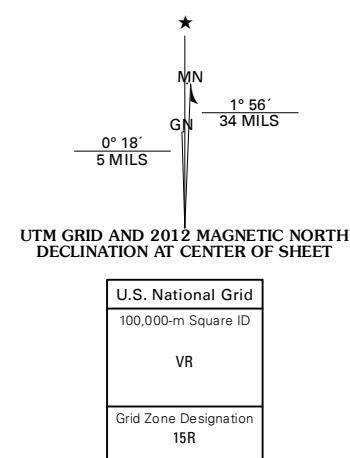 ★
MN
1° 56´
34 MILS
GN
0° 18´
5 MILS
UTM GRID AND 2012 MAGNETIC NORTH
DECLINATION AT CENTER OF SHEET
U.S. National Grid
100,000-m Square ID
VR
Grid Zone Designation
15R